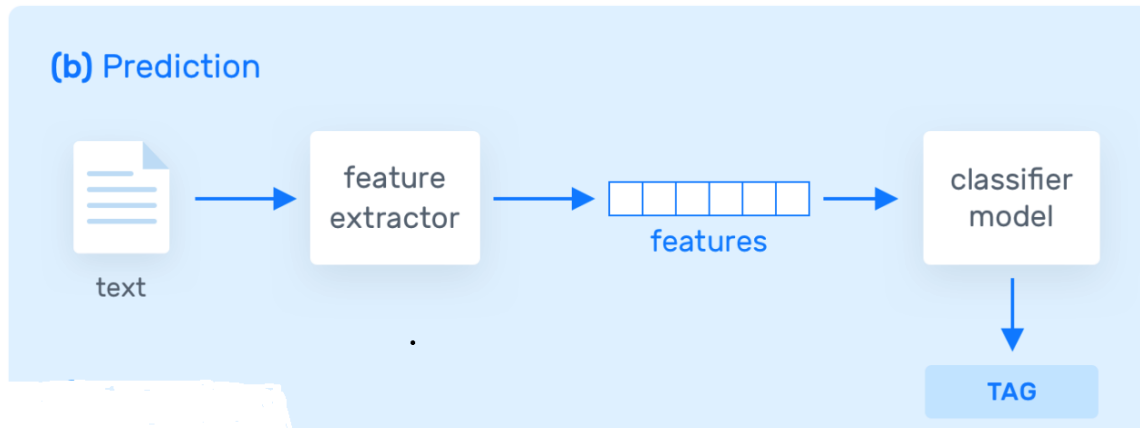 (b) Prediction
feature
extractor
classifier
model
features
text
TAG